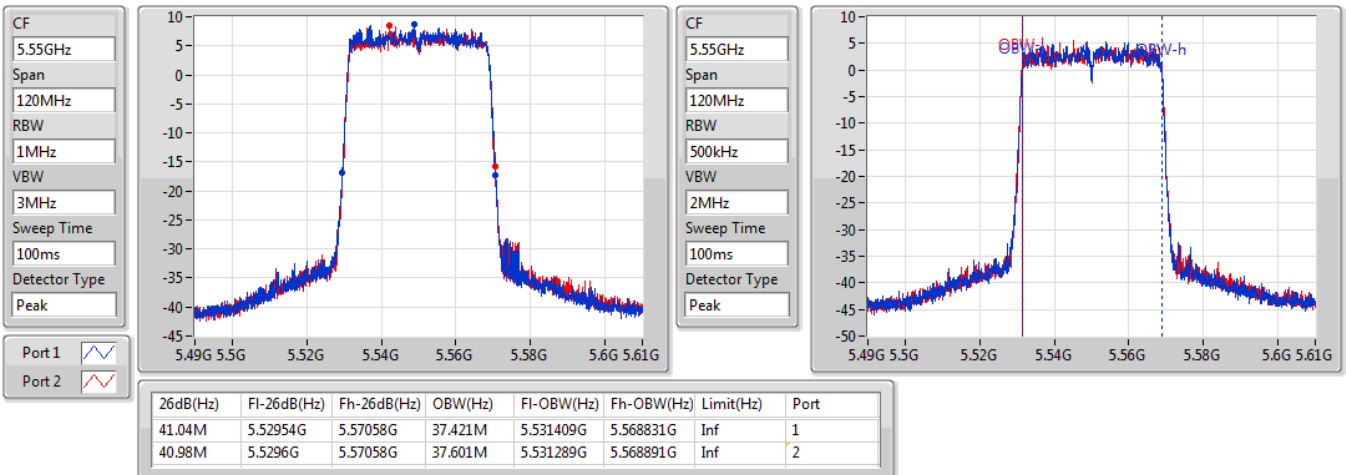 CF
5.55GHz
Span
120MHz
RBW
1MHz
VBW
3MHz
Sweep Time
100ms
Detector Type
Peak
Port 1
Port 2
10
5
0
-5
-10
-15
-20
-25
-30
-35
-40
-45
5.49G 5.5G 5.52G 5.54G 5.56G 5.58G 5.6G 5.61G
CF
5.55GHz
Span
120MHz
RBW
500kHz
VBW
2MHz
Sweep Time
100ms
Detector Type
Peak
10
5
0
-5
-10
-15
-20
-25
-30
-35
-40
-45
-50
OBW-h
5.49G 5.5G 5.52G 5.54G 5.56G 5.58G 5.6G 5.61G
26dB(Hz) Fl-26dB(Hz) Fh-26dB(Hz) OBW(Hz) Fl-OBW(Hz) Fh-OBW(Hz) Limit(Hz) Port
41.04M 5.52954G 5.57058G 37.421M 5.531409G 5.568831G Inf 1
40.98M 5.5296G 5.57058G 37.601M 5.531289G 5.568891G Inf 2